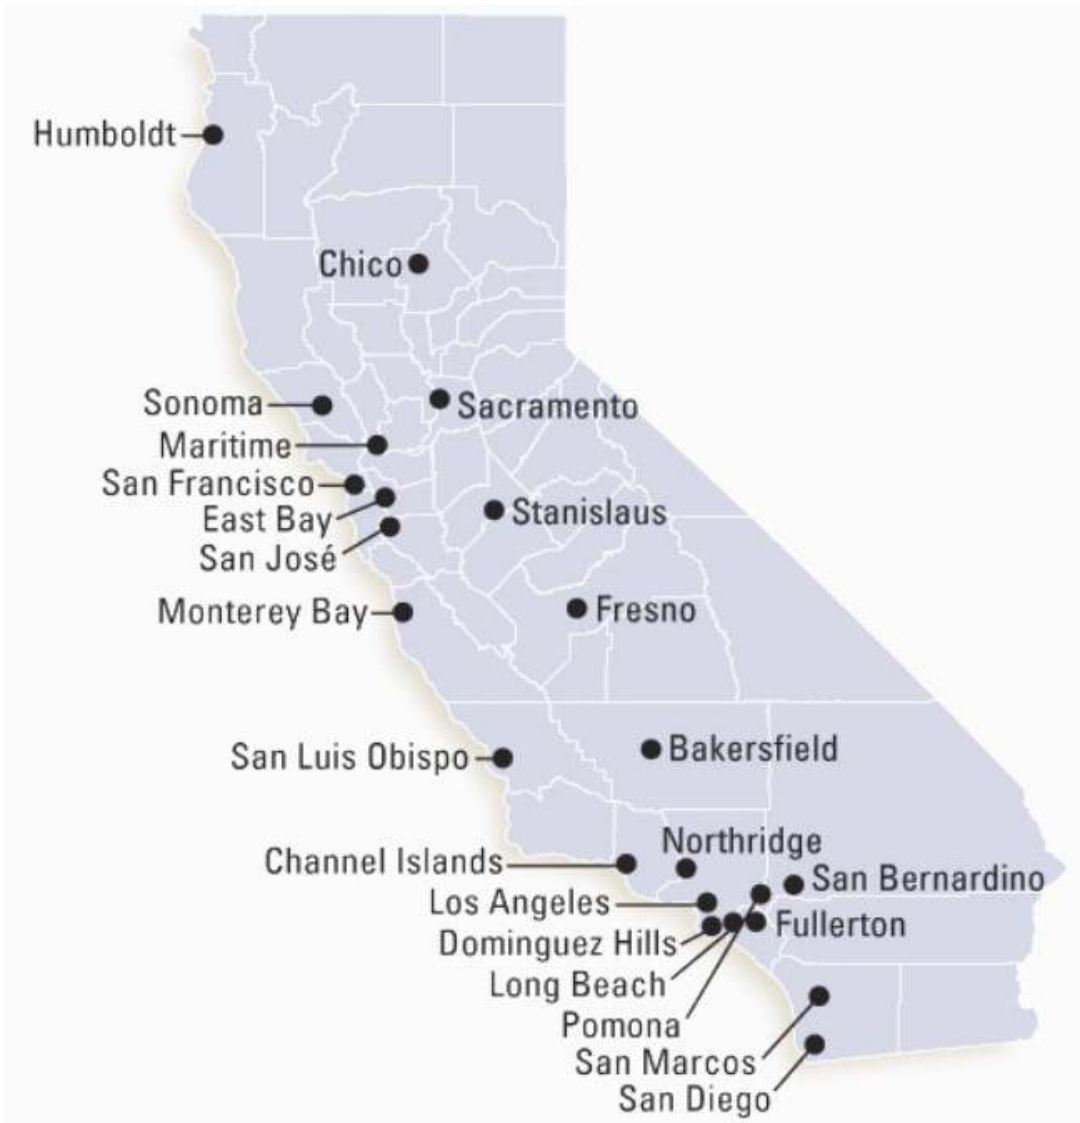 Humboldt
Chico
Sonoma
Sacramento
Maritime
San Francisco
East Bay
Stanislaus
San José
Monterey Bay
Fresno
San Luis Obispo
Bakersfield
Northridge
Channel Islands
San Bernardino
Los Angeles
Fullerton
Dominguez Hills
Long Beach
Pomona
San Marcos
San Diego